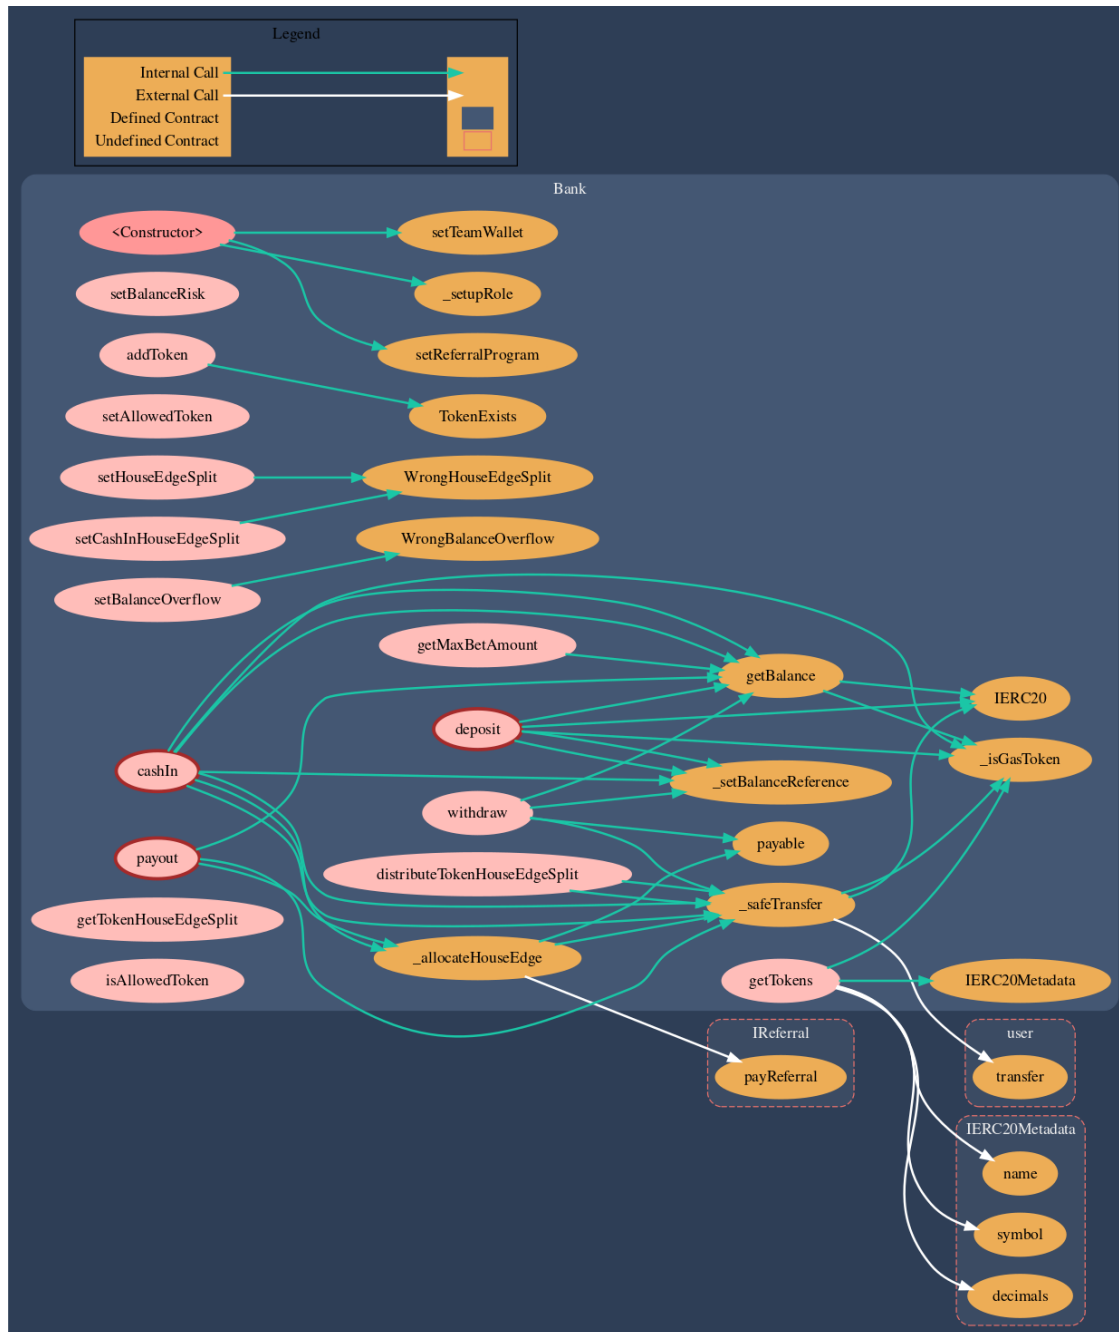 Legend
Internal Call
External Call
Defined Contract
Undefined Contract
Bank
<Constructor>
setTeamWallet
setBalanceRisk
_setupRole
addToken
setReferralProgram
setAllowedToken
TokenExists
setHouseEdgeSplit
WrongHouseEdgeSplit
setCashInHouseEdgeSplit
WrongBalanceOverflow
setBalanceOverflow
getMaxBetAmount
getBalance
IERC20
deposit
_isGasToken
cashIn
_setBalanceReference
withdraw
payable
payout
distributeTokenHouseEdgeSplit
_safeTransfer
getTokenHouseEdgeSplit
_allocateHouseEdge
isAllowedToken
getTokens
IERC20Metadata
IReferral
user
payReferral
transfer
IERC20Metadata
name
symbol
decimals